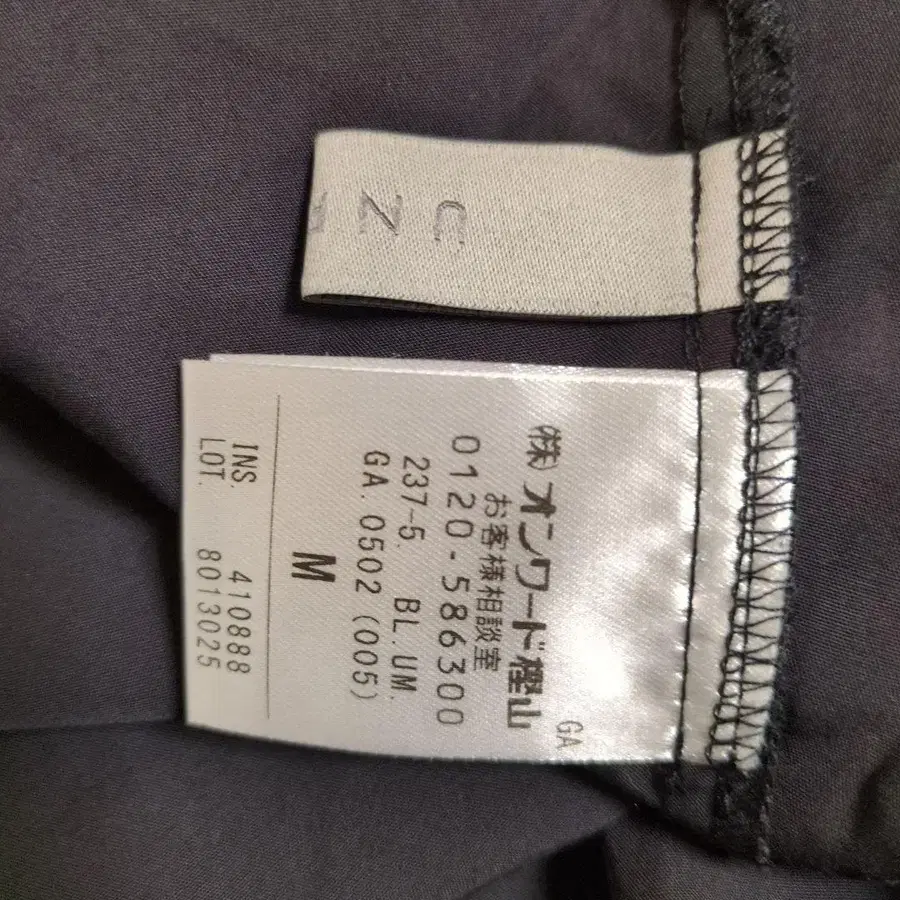 GA
(株)オンワード樫山
お客様相談室
0120-586300
237-5. BL.UM.
GA.0502(005)
M
INS. 410888
LOT. 8013025